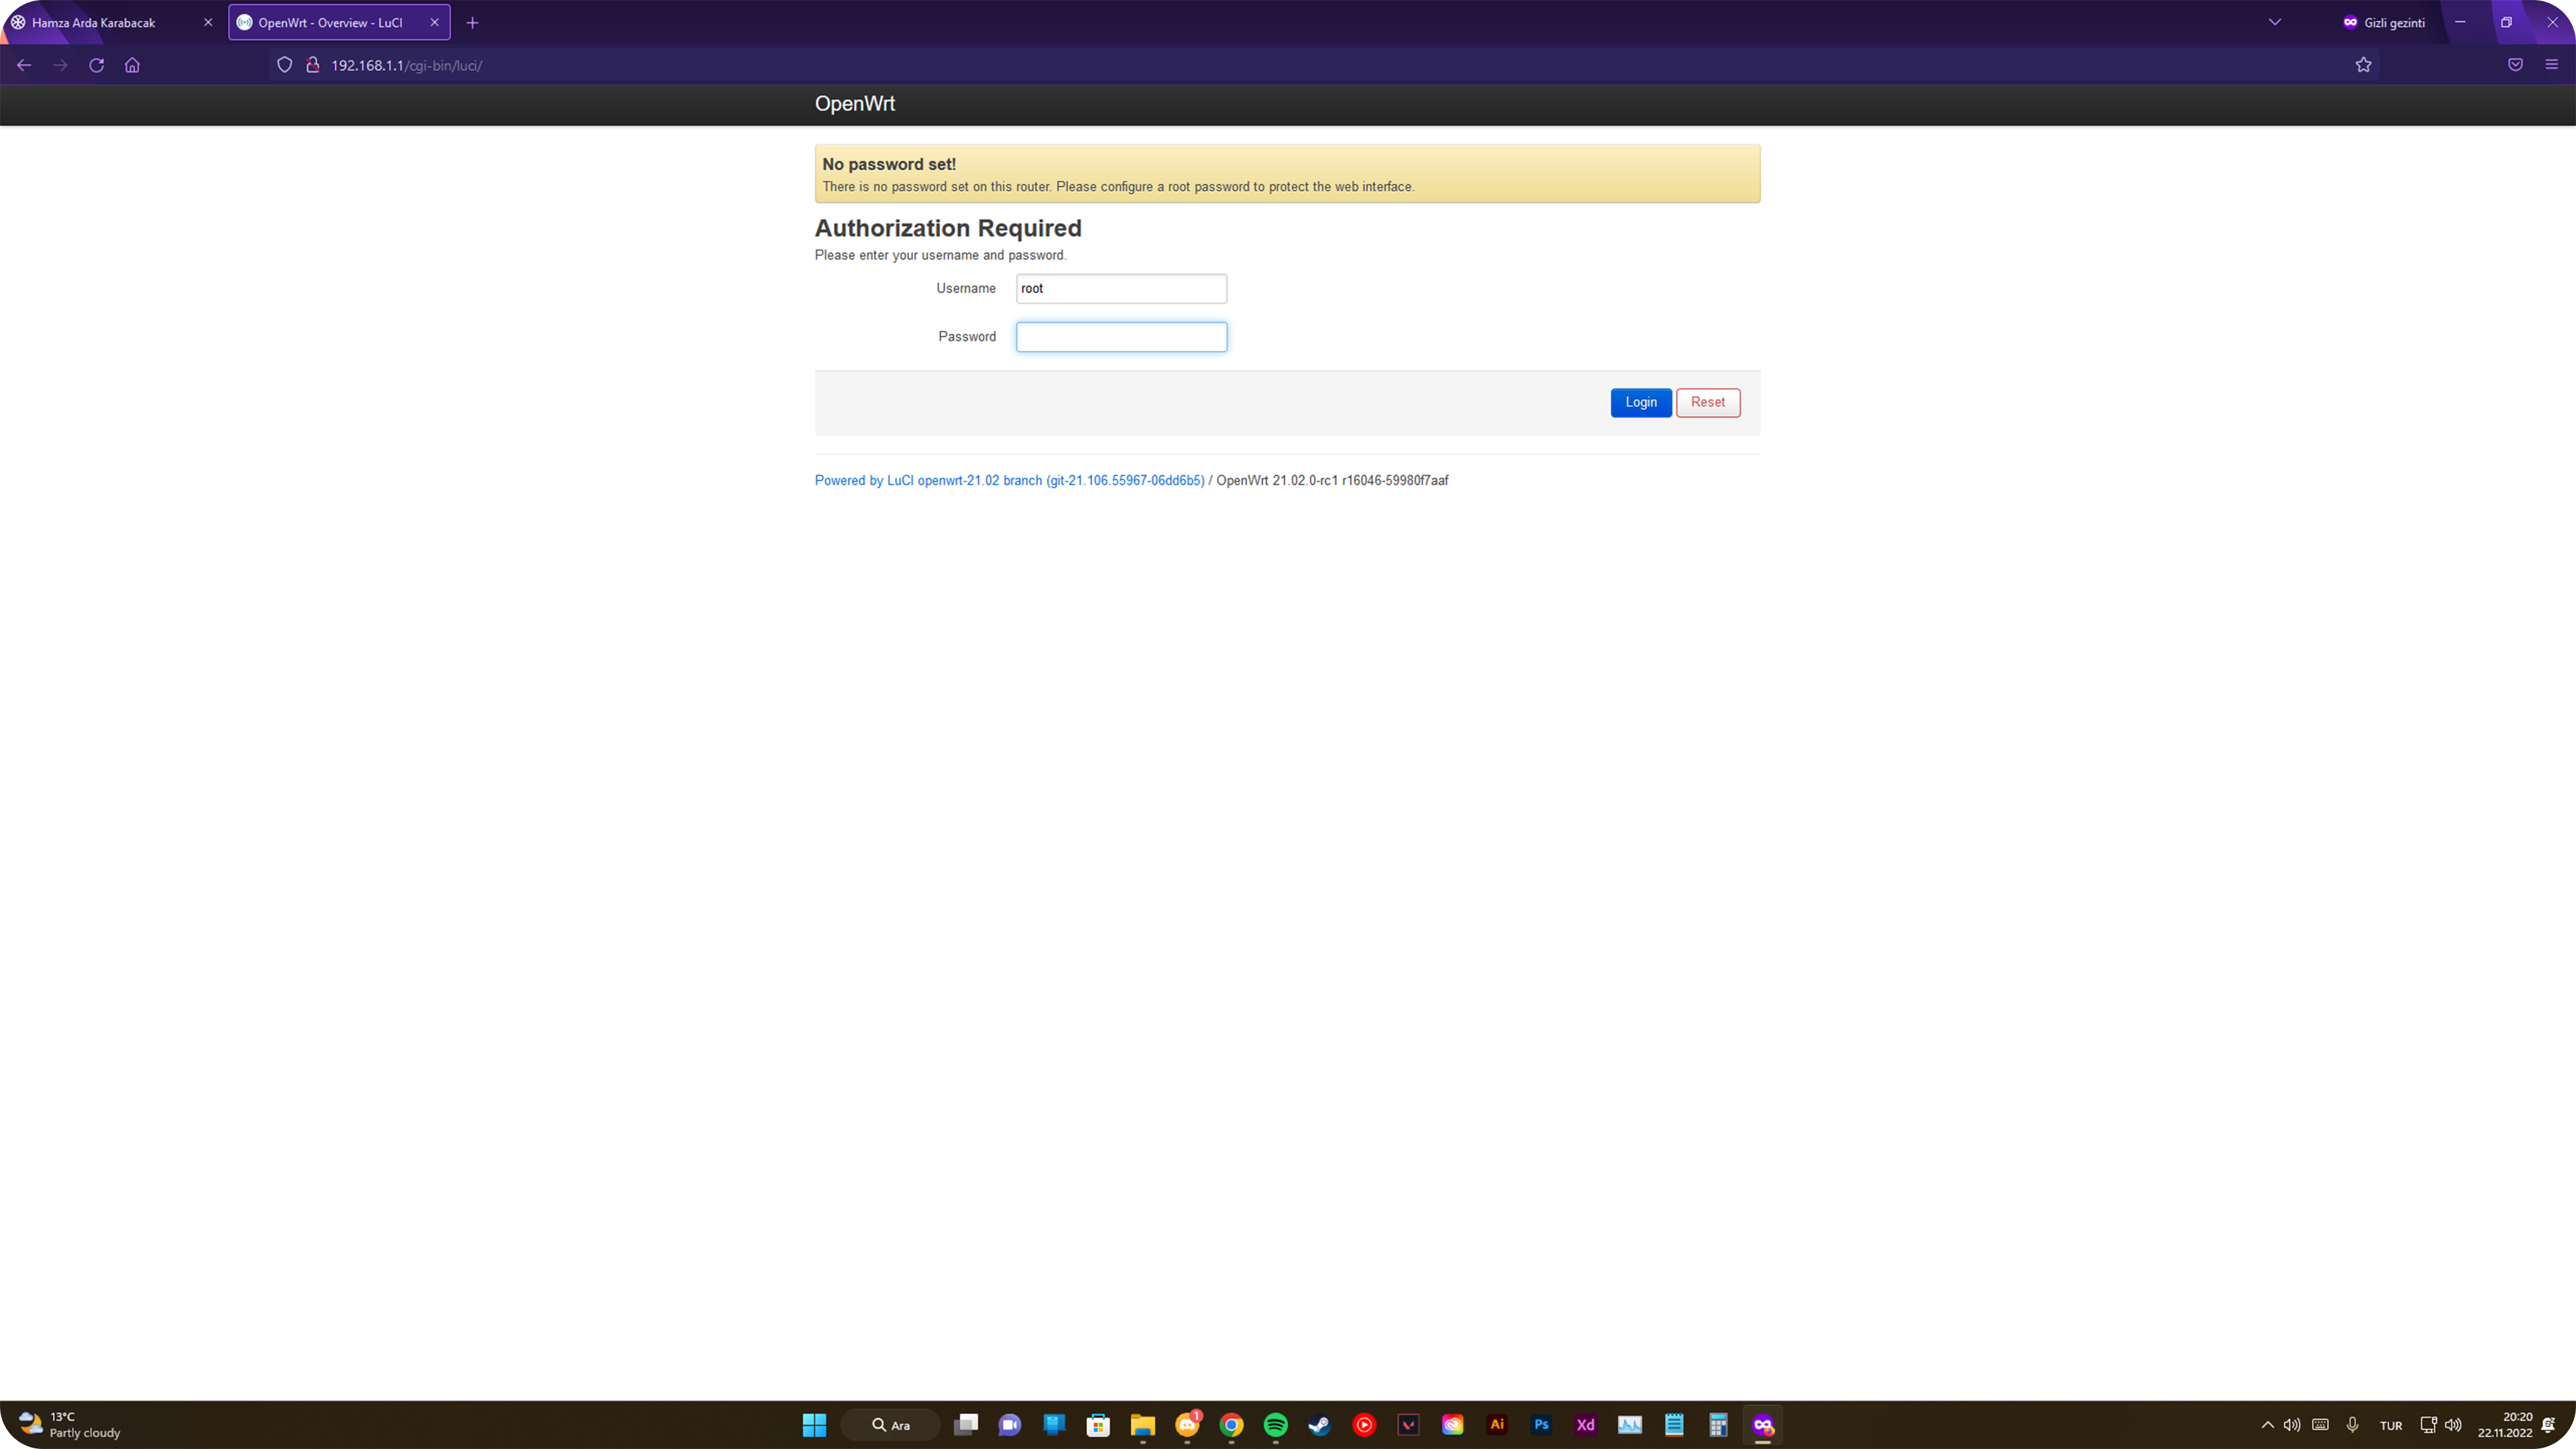 Hamza Arda Karabacak
OpenWrt - Overview - LuCI
Gizli gezinti
192.168.1.1/cgi-bin/luci/
OpenWrt
No password set!
There is no password set on this router. Please configure a root password to protect the web interface.
Authorization Required
Please enter your username and password.
Username root
Password
Login Reset
Powered by LuCI openwrt-21.02 branch (git-21.106.55967-06dd6b5) / OpenWrt 21.02.0-rc1 r16046-59980f7aaf
13°C
Partly cloudy
Ara
1
Ai
Ps
Xd
TUR
20:20
22.11.2022